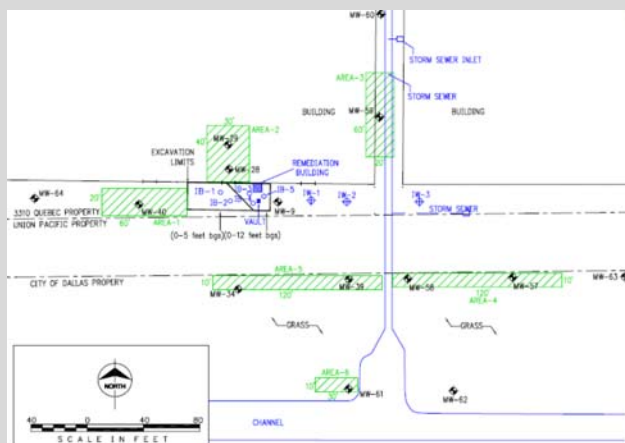 MW-60
STORM SEWER INLET
AREA-3
STORM SEWER
30'
AREA-2
BUILDING
MW-59
BUILDING
40'
MW-29
60'
EXCAVATION
LIMITS
MW-28
REMEDIATION
BUILDING
20'
MW-64
20'
IB-1
IB-3
IB-5
IW-1
IW-2
IW-3
MW-40
IB-2
MW-9
3310 QUEBEC PROPERTY
60'
AREA-1
VAULT
STORM SEWER
UNION PACIFIC PROPERTY
(0-5 feet bgs)(0-12 feet bgs)
AREA-5
CITY OF DALLAS PROPERY
10'
MW-34
120'
MW-39
MW-58
MW-57
10'
MW-63
120'
AREA-4
GRASS
GRASS
AREA-6
10'
30'
MW-61
MW-62
NORTH
40
0
40
80
SCALE IN FEET
CHANNEL